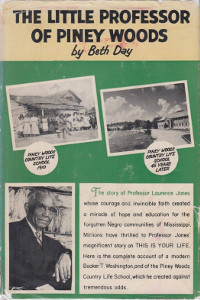 THE LITTLE PROFESSOR
OF PINEY WOODS
by Beth Day
PINEY WOODS
COUNTRY LIFE
SCHOOL
1910
PINEY WOODS
COUNTRY LIFE
SCHOOL
45 YEARS
LATER
The story of Professor Laurence Jones
whose courage and invincible faith created
a miracle of hope and education for the
forgotten Negro communities of Mississippi.
Millions have thrilled to Professor Jones'
magnificent story on THIS IS YOUR LIFE.
Here is the complete account of a modern
Booker T. Washington, and of the Piney Woods
Country Life School, which he created against
tremendous odds.